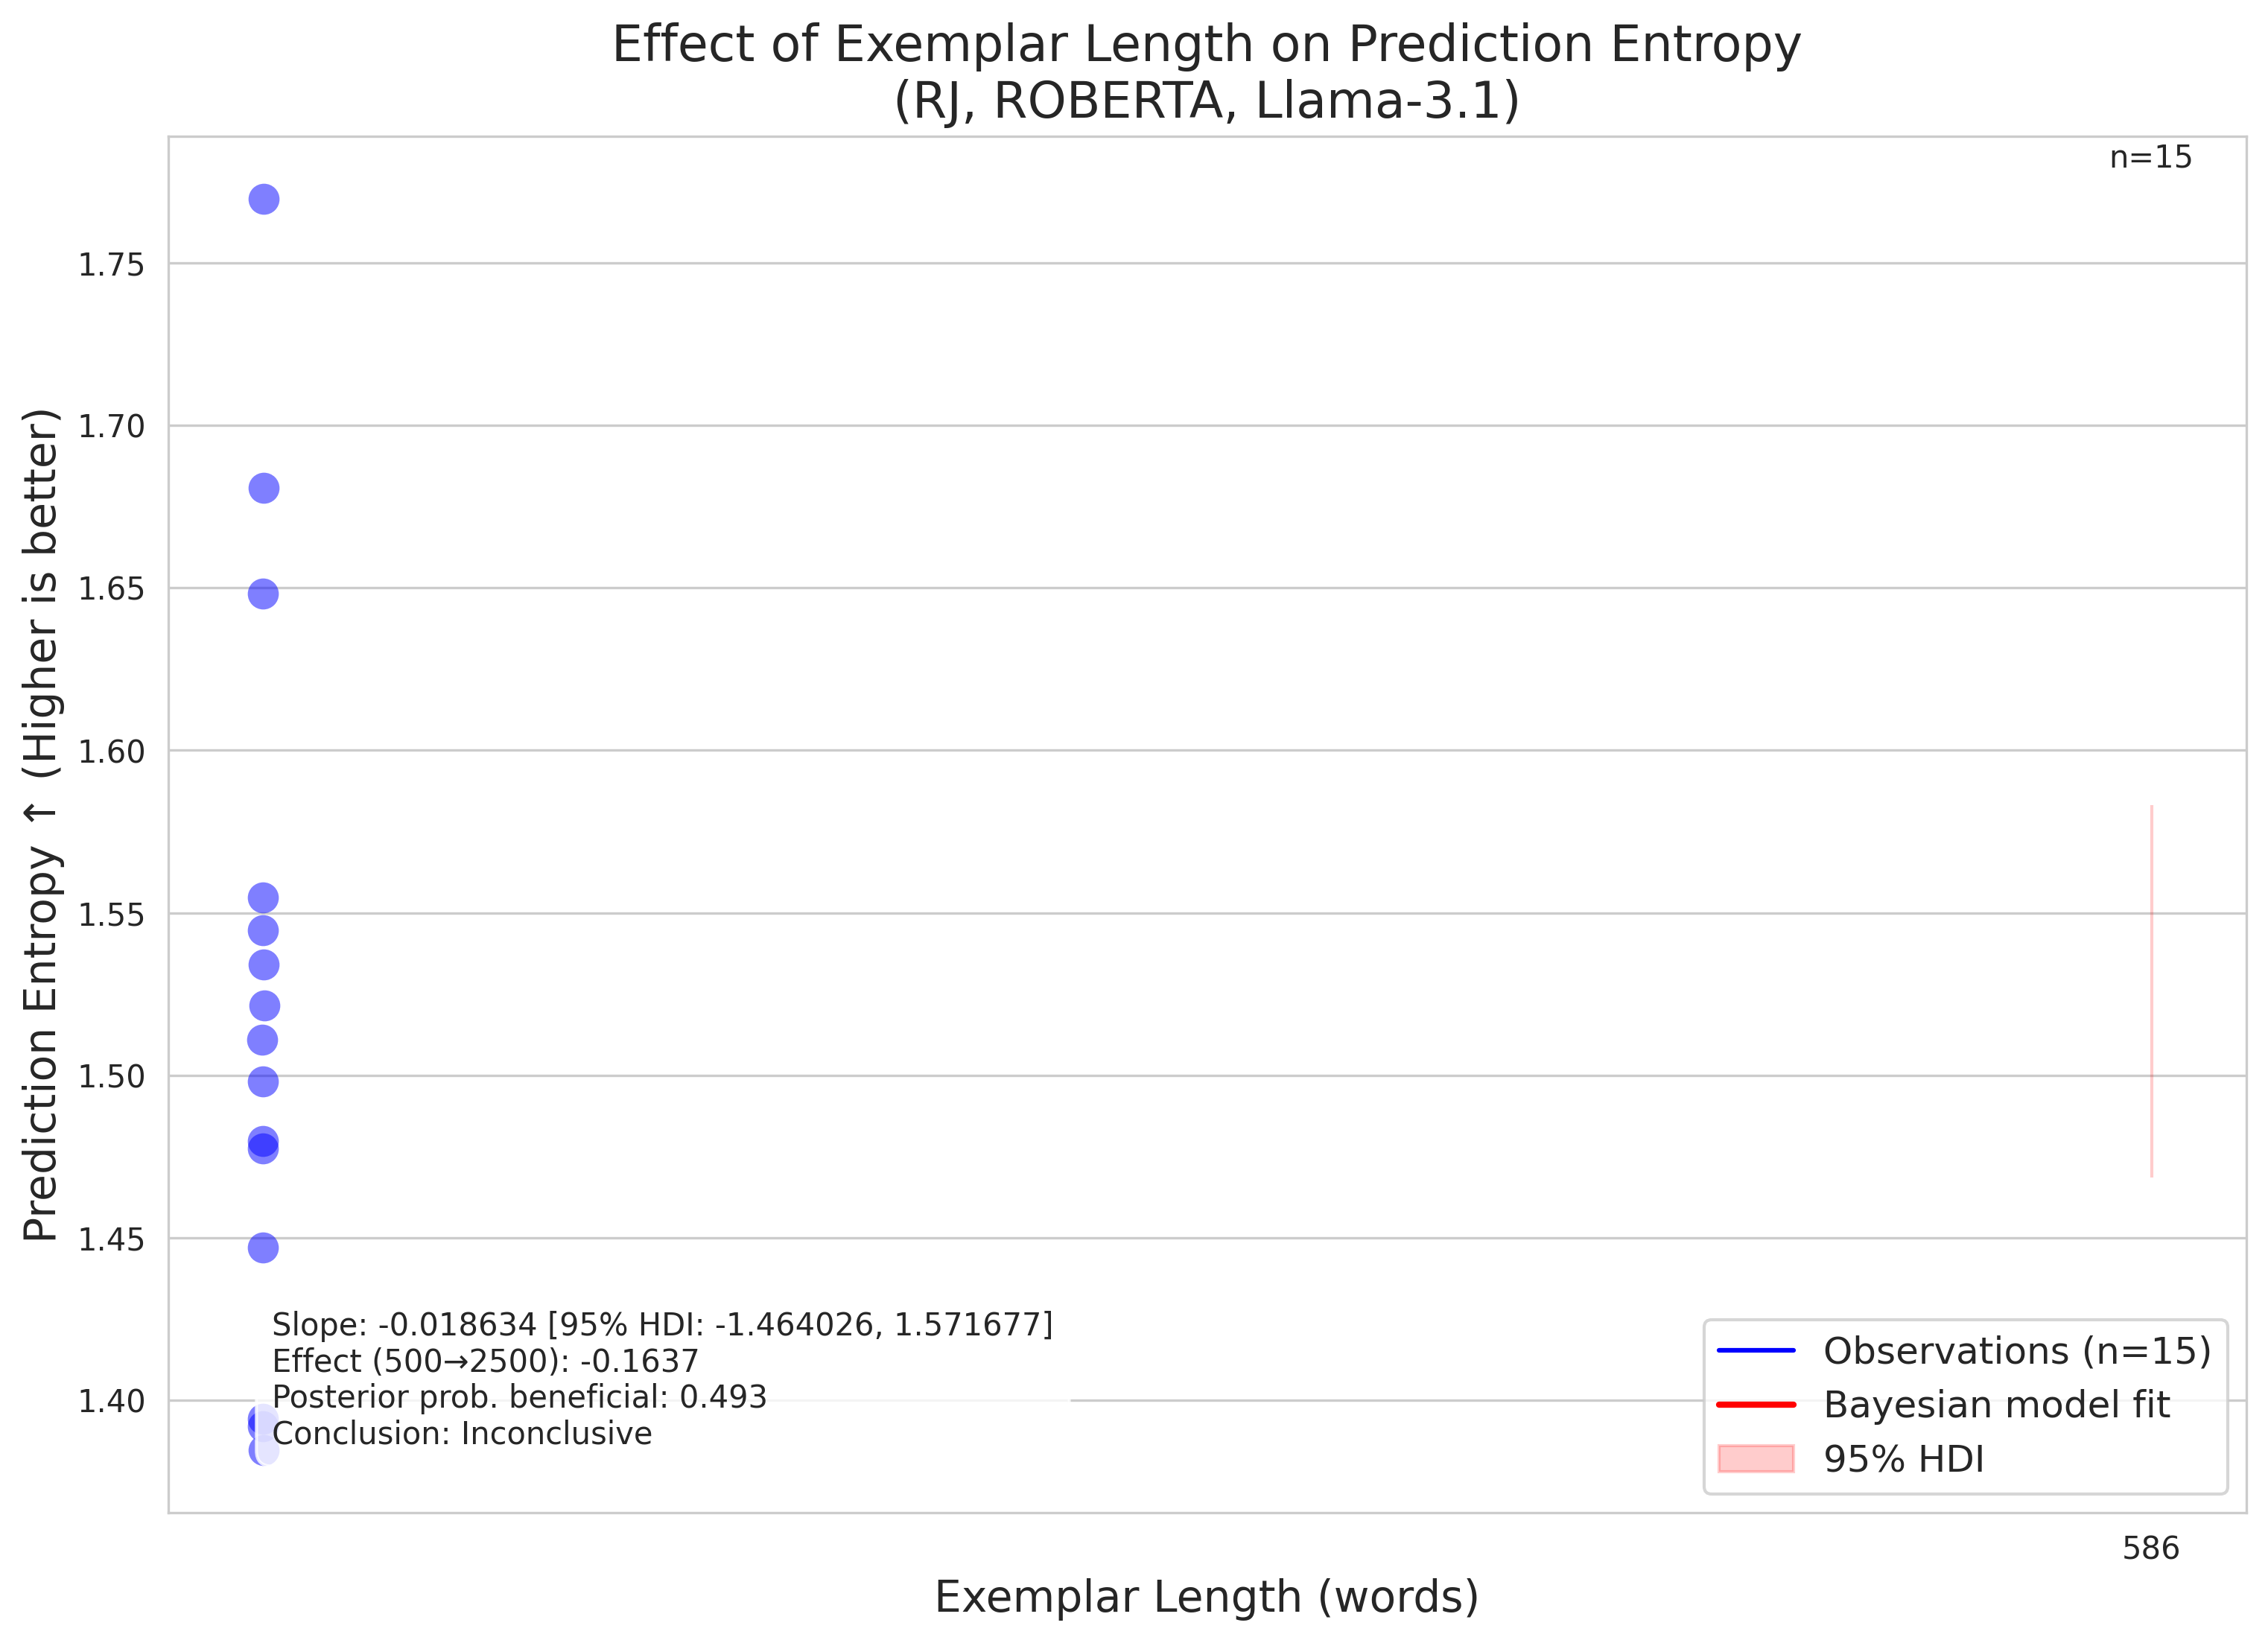 Effect of Exemplar Length on Prediction Entropy
(RJ, ROBERTA, Llama-3.1)
n=15
Prediction Entropy ↑ (Higher is better)
1.75
1.70
1.65
1.60
1.55
1.50
1.45
1.40
Slope: -0.018634 [95% HDI: -1.464026, 1.571677]
Effect (500→2500): -0.1637
Posterior prob. beneficial: 0.493
Conclusion: Inconclusive
Observations (n=15)
Bayesian model fit
95% HDI
586
Exemplar Length (words)